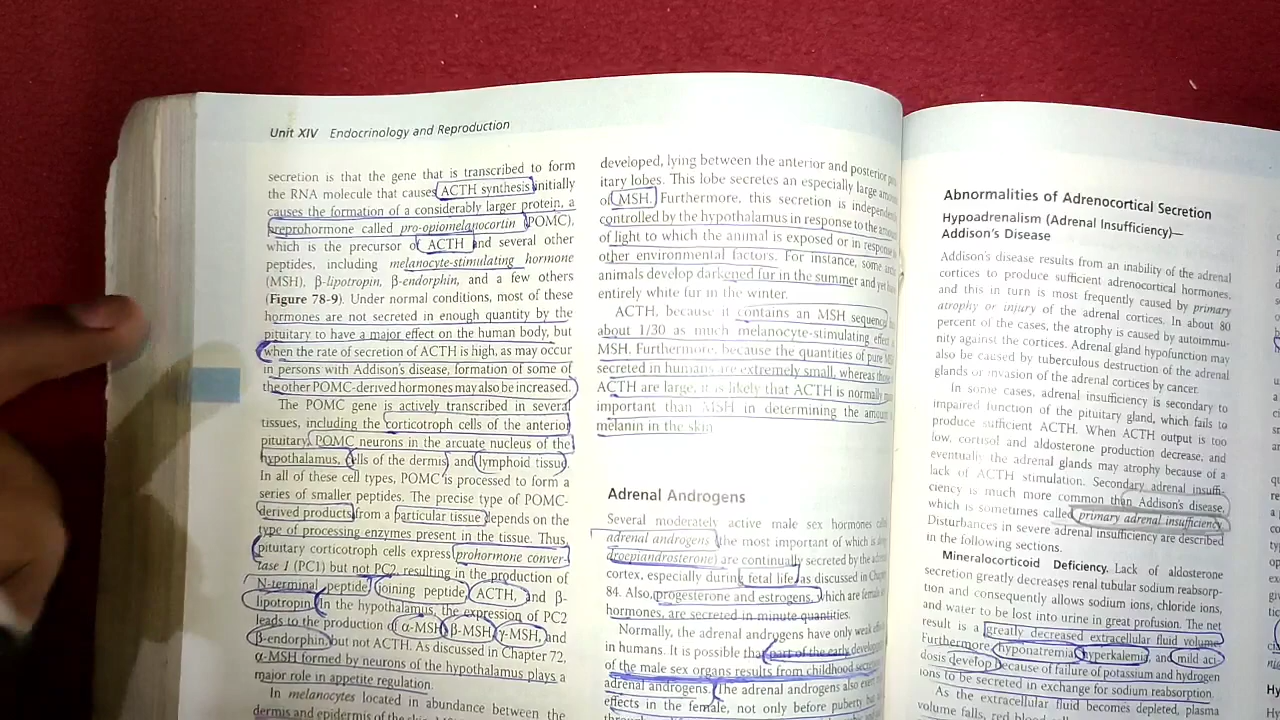 Unit XIV Endocrinology and Reproduction
secretion is that the gene that is transcribed to form
the RNA molecule that causes ACTH synthesis initially
causes the formation of a considerably larger protein, a
preprohormone called pro-opiomelanocortin (POMC),
which is the precursor of ACTH and several other
peptides, including melanocyte-stimulating hormone
(MSH), β-lipotropin, β-endorphin, and a few others
(Figure 78-9). Under normal conditions, most of these
hormones are not secreted in enough quantity by the
pituitary to have a major effect on the human body, but
when the rate of secretion of ACTH is high, as may occur
in persons with Addison's disease, formation of some of
the other POMC-derived hormones may also be increased.
The POMC gene is actively transcribed in several
tissues, including the corticotroph cells of the anterior
pituitary, POMC neurons in the arcuate nucleus of the
hypothalamus, cells of the dermis, and lymphoid tissue.
In all of these cell types, POMC is processed to form a
series of smaller peptides. The precise type of POMC-
derived products from a particular tissue depends on the
type of processing enzymes present in the tissue. Thus,
pituitary corticotroph cells express prohormone conver-
tase 1 (PC1) but not PC2, resulting in the production of
N-terminal peptide, joining peptide, ACTH, and β-
lipotropin. In the hypothalamus, the expression of PC2
leads to the production of α-MSH, β-MSH, γ-MSH, and
β-endorphin but not ACTH. As discussed in Chapter 72,
α-MSH formed by neurons of the hypothalamus plays a
major role in appetite regulation.
In melanocytes located in abundance between the
dermis and epidermis of the skin, MSH
developed, lying between the anterior and posterior
itary lobes. This lobe secretes an especially large
of MSH. Furthermore, this secretion is
controlled by the hypothalamus in response to the
of light to which the animal is exposed or in response
other environmental factors. For instance, some
animals develop darkened fur in the summer and yet
entirely white fur in the winter.
ACTH, because it contains an MSH sequence,
about 1/30 as much melanocyte-stimulating effect
MSH. Furthermore, because the quantities of pure MSH
secreted in humans are extremely small, whereas those
ACTH are large, it is likely that ACTH is normally
important than MSH in determining the amount
melanin in the skin.
Adrenal Androgens
Several moderately active male sex hormones called
adrenal androgens (the most important of which is
droepiandrosterone) are continually secreted by the adrenal
cortex, especially during fetal life, as discussed in
84. Also, progesterone and estrogens, which are female
hormones, are secreted in minute quantities.
Normally, the adrenal androgens have only weak
in humans. It is possible that part of the early
of the male sex organs results from childhood
adrenal androgens. The adrenal androgens also exert
effects in the female, not only before puberty but
Abnormalities of Adrenocortical Secretion
Hypoadrenalism (Adrenal Insufficiency)—
Addison's Disease
Addison's disease results from an inability of the adrenal
cortices to produce sufficient adrenocortical hormones,
and this in turn is most frequently caused by primary
atrophy or injury of the adrenal cortices. In about 80
percent of the cases, the atrophy is caused by autoimmu-
nity against the cortices. Adrenal gland hypofunction may
also be caused by tuberculous destruction of the adrenal
glands or invasion of the adrenal cortices by cancer.
In some cases, adrenal insufficiency is secondary to
impaired function of the pituitary gland, which fails to
produce sufficient ACTH. When ACTH output is too
low, cortisol and aldosterone production decrease, and
eventually the adrenal glands may atrophy because of a
lack of ACTH stimulation. Secondary adrenal insuffi-
ciency is much more common than Addison's disease,
which is sometimes called primary adrenal insufficiency.
Disturbances in severe adrenal insufficiency are described
in the following sections.
Mineralocorticoid Deficiency. Lack of aldosterone
secretion greatly decreases renal tubular sodium reabsorp-
tion and consequently allows sodium ions, chloride ions,
and water to be lost into urine in great profusion. The net
result is a greatly decreased extracellular fluid volume.
Furthermore, hyponatremia, hyperkalemia, and mild aci-
dosis develop because of failure of potassium and hydrogen
ions to be secreted in exchange for sodium reabsorption.
As the extracellular fluid becomes depleted, plasma
volume falls, red blood